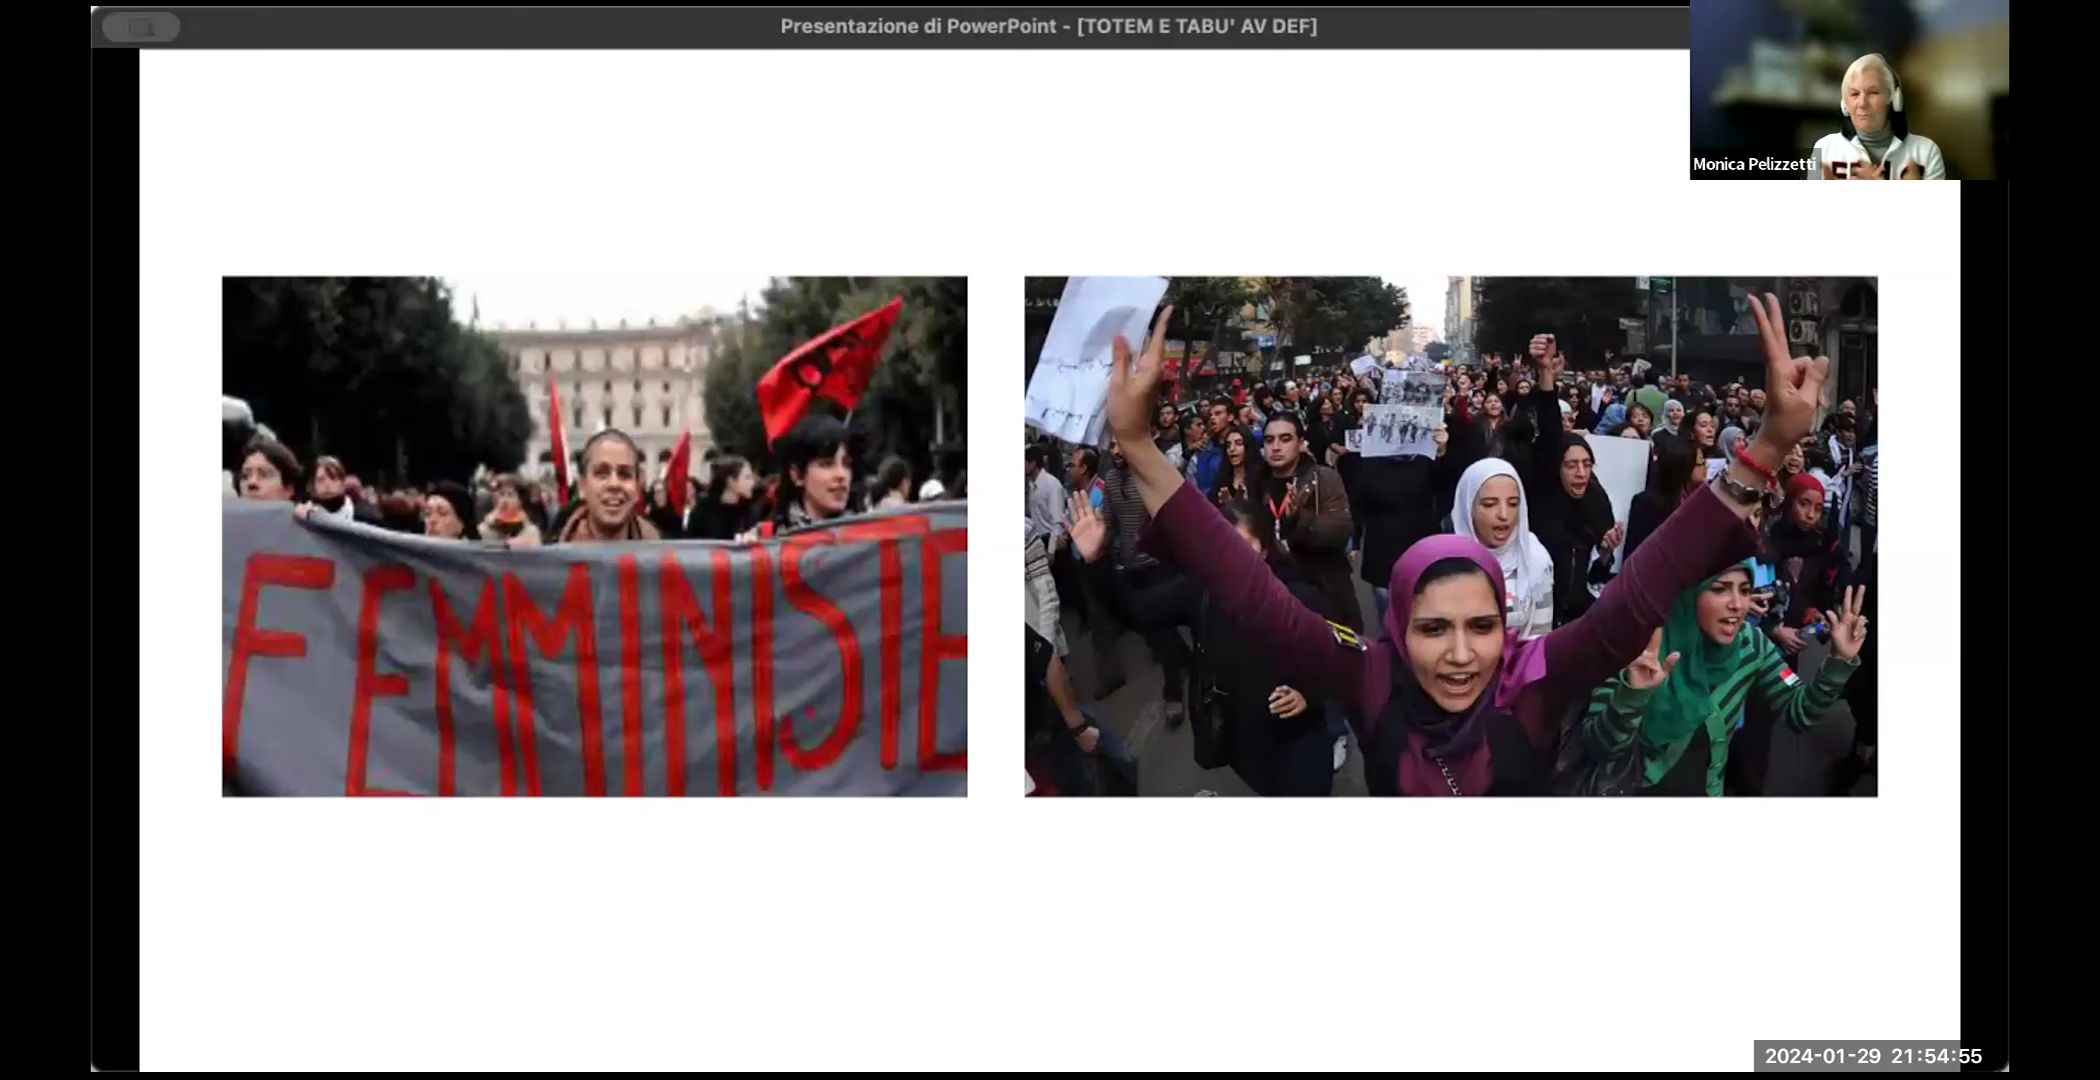 Presentazione di PowerPoint - [TOTEM E TABU' AV DEF]
Monica Pelizzetti
FEMMINISTE
2024-01-29 21:54:55